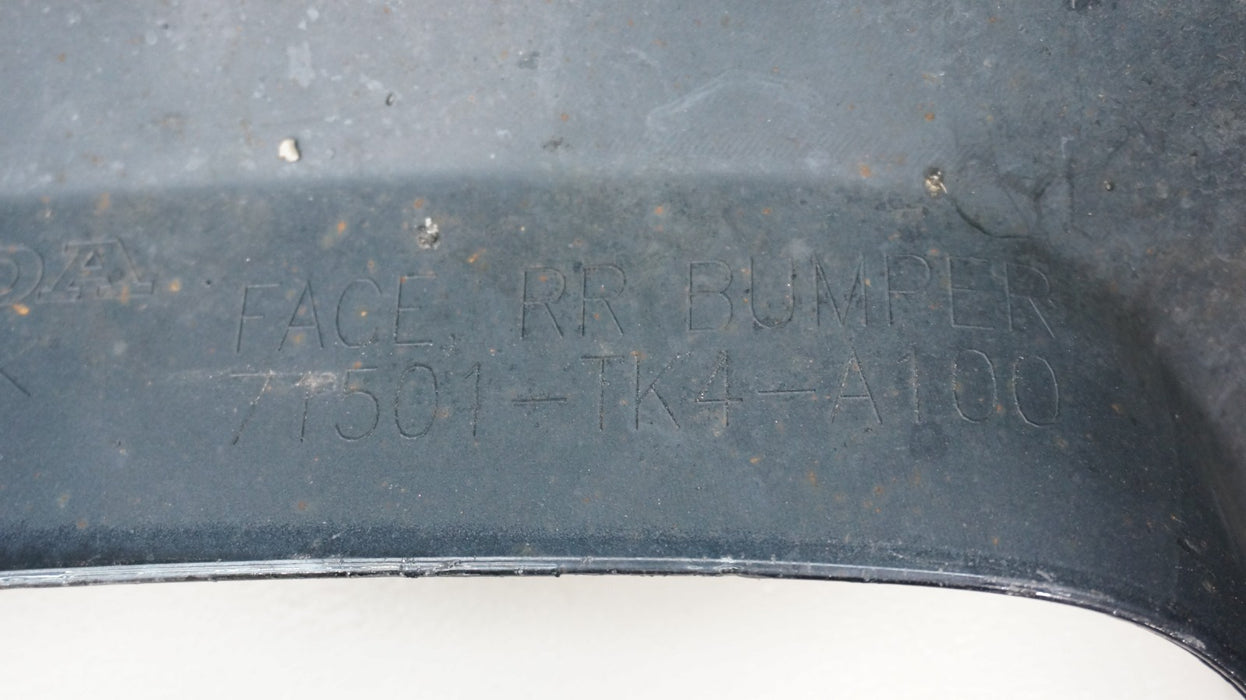 FACE, RR BUMPER
71501-TK4-A100